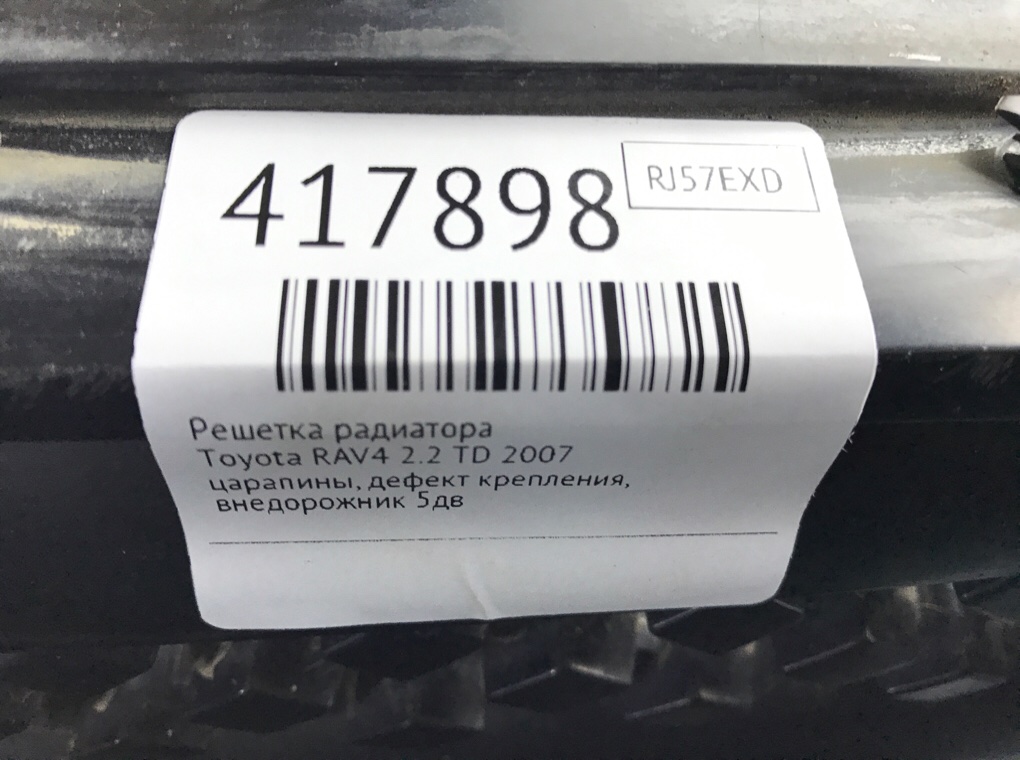 417898
RJ57EXD
Решетка радиатора
Toyota RAV4 2.2 TD 2007
царапины, дефект крепления,
внедорожник 5дв